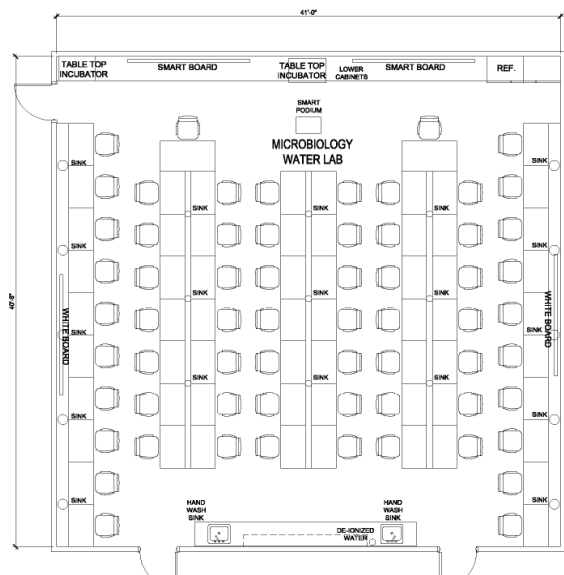 41'-0"
TABLE TOP
INCUBATOR
SMART BOARD
TABLE TOP
INCUBATOR
LOWER
CABINETS
SMART BOARD
REF.
SMART
PODIUM
MICROBIOLOGY
WATER LAB
SINK
SINK
SINK
SINK
SINK
SINK
SINK
SINK
SINK
SINK
WHITE BOARD
WHITE BOARD
SINK
SINK
SINK
SINK
SINK
SINK
SINK
SINK
SINK
HAND
WASH
SINK
HAND
WASH
SINK
DE-IONIZED
WATER